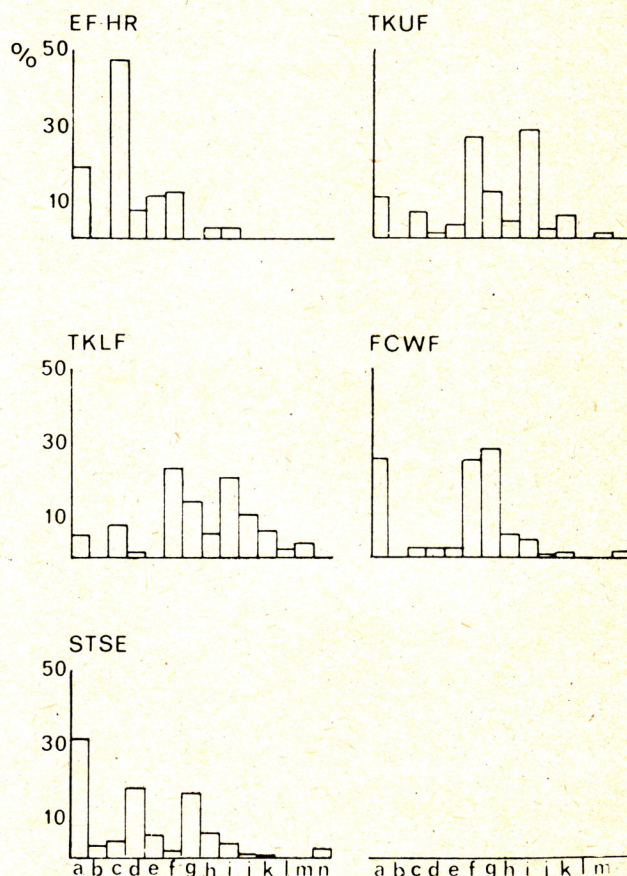 EF·HR
% 50
30
10
TKUF
TKLF
50
30
10
FCWF
STSE
50
30
10
a b c d e f g h i j k l m n
a b c d e f g h i j k l m